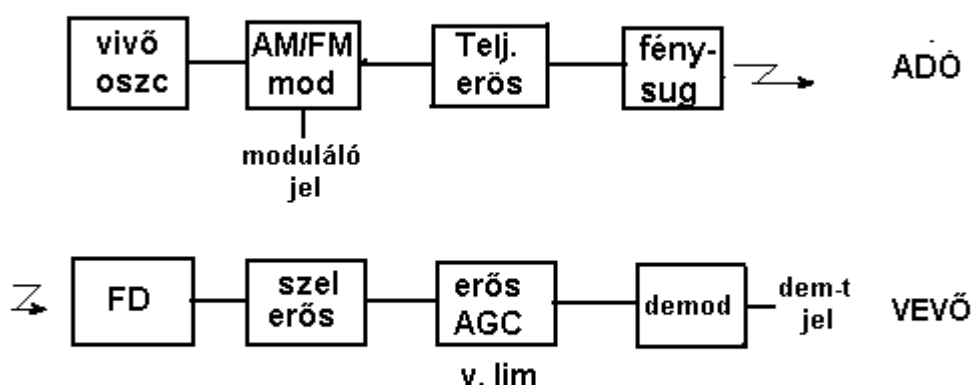 vivő
oszc
AM/FM
mod
Telj.
erös
fény-
sug
ADÓ
moduláló
jel
FD
szel
erős
erős
AGC
demod
dem-t
jel
VEVŐ
v. lim